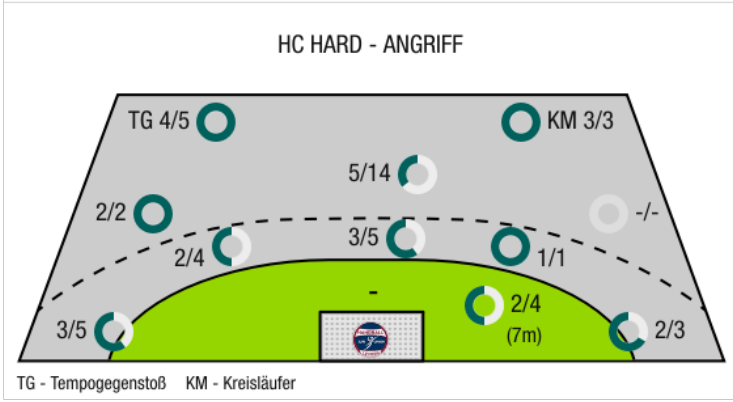 HC HARD - ANGRIFF
TG 4/5
KM 3/3
5/14
2/2
-/-
2/4
3/5
1/1
-
2/4
(7m)
3/5
2/3
TG - Tempogegenstoß KM - Kreisläufer